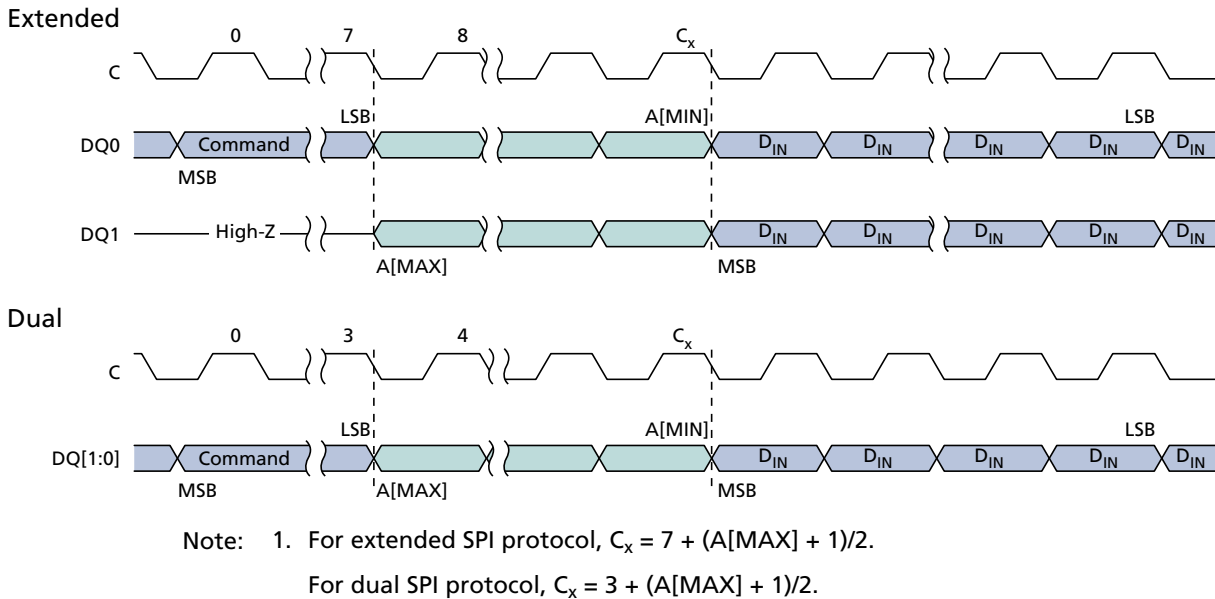 Extended
0 7 8 Cx
C
LSB A[MIN] LSB
DQ0 Command DIN DIN DIN DIN DIN
MSB
DQ1 High-Z DIN DIN DIN DIN DIN
A[MAX] MSB
Dual
0 3 4 Cx
C
LSB A[MIN] LSB
DQ[1:0] Command DIN DIN DIN DIN DIN
MSB A[MAX] MSB
Note: 1. For extended SPI protocol, Cx = 7 + (A[MAX] + 1)/2.
For dual SPI protocol, Cx = 3 + (A[MAX] + 1)/2.